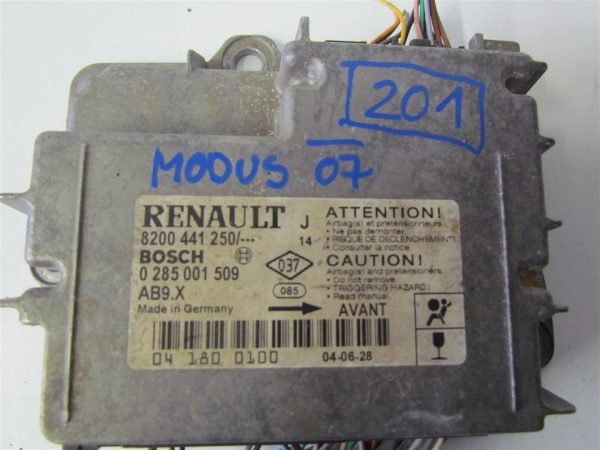 201
MODUS 07
RENAULT J
8200 441 250/---
14
BOSCH
0 285 001 509
AB9.X
Made in Germany
037
085
AVANT
ATTENTION!
Airbag(s) et pretensionneurs.
• Ne pas demonter.
• RISQUE DE DECLENCHEMENT!
• Consulter la notice.
CAUTION!
Airbag(s) and pretensioners.
• Do not remove.
• TRIGGERING HAZARD!
• Read manual.
04 180 0100
04-06-28